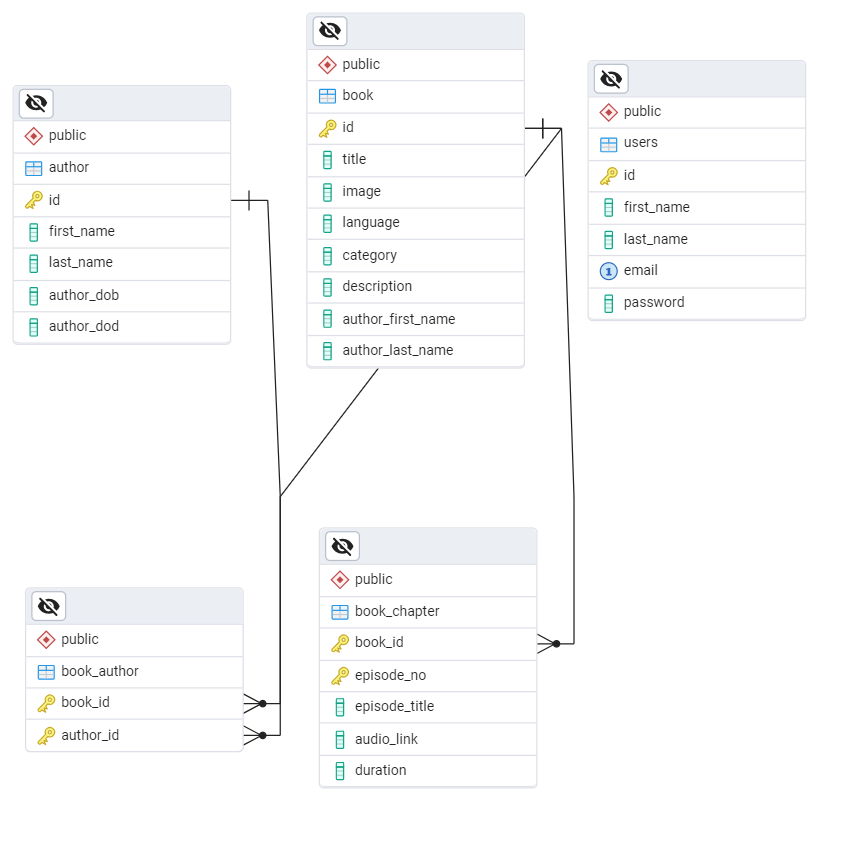 public
author
id
first_name
last_name
author_dob
author_dod
public
book
id
title
image
language
category
description
author_first_name
author_last_name
public
users
id
first_name
last_name
1 email
password
public
book_author
book_id
author_id
public
book_chapter
book_id
episode_no
episode_title
audio_link
duration